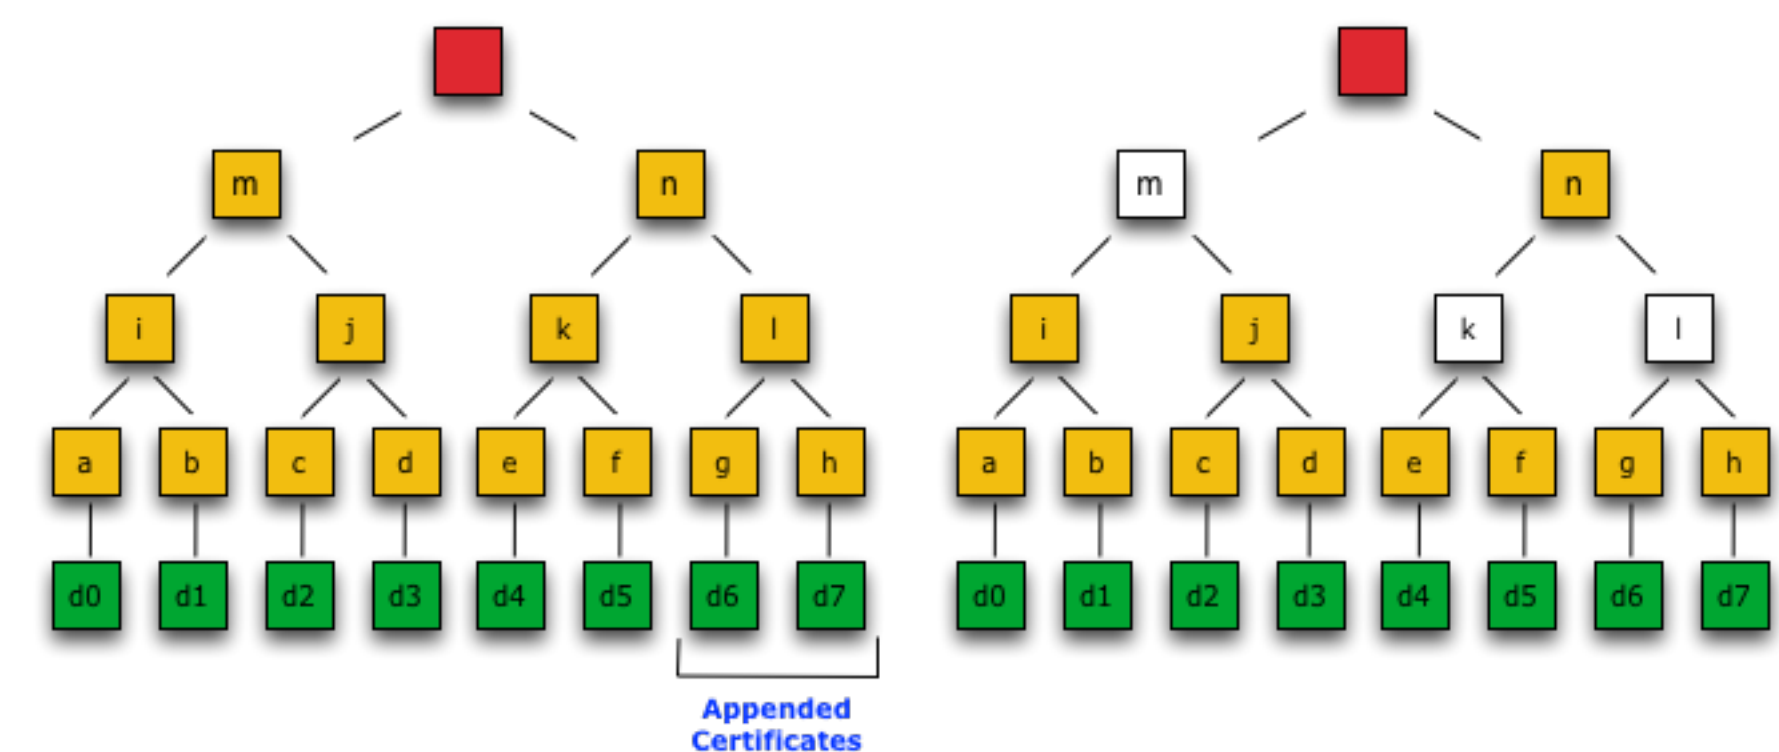 m n m n
i j k l i j k l
a b c d e f g h a b c d e f g h
d0 d1 d2 d3 d4 d5 d6 d7 d0 d1 d2 d3 d4 d5 d6 d7
Appended
Certificates